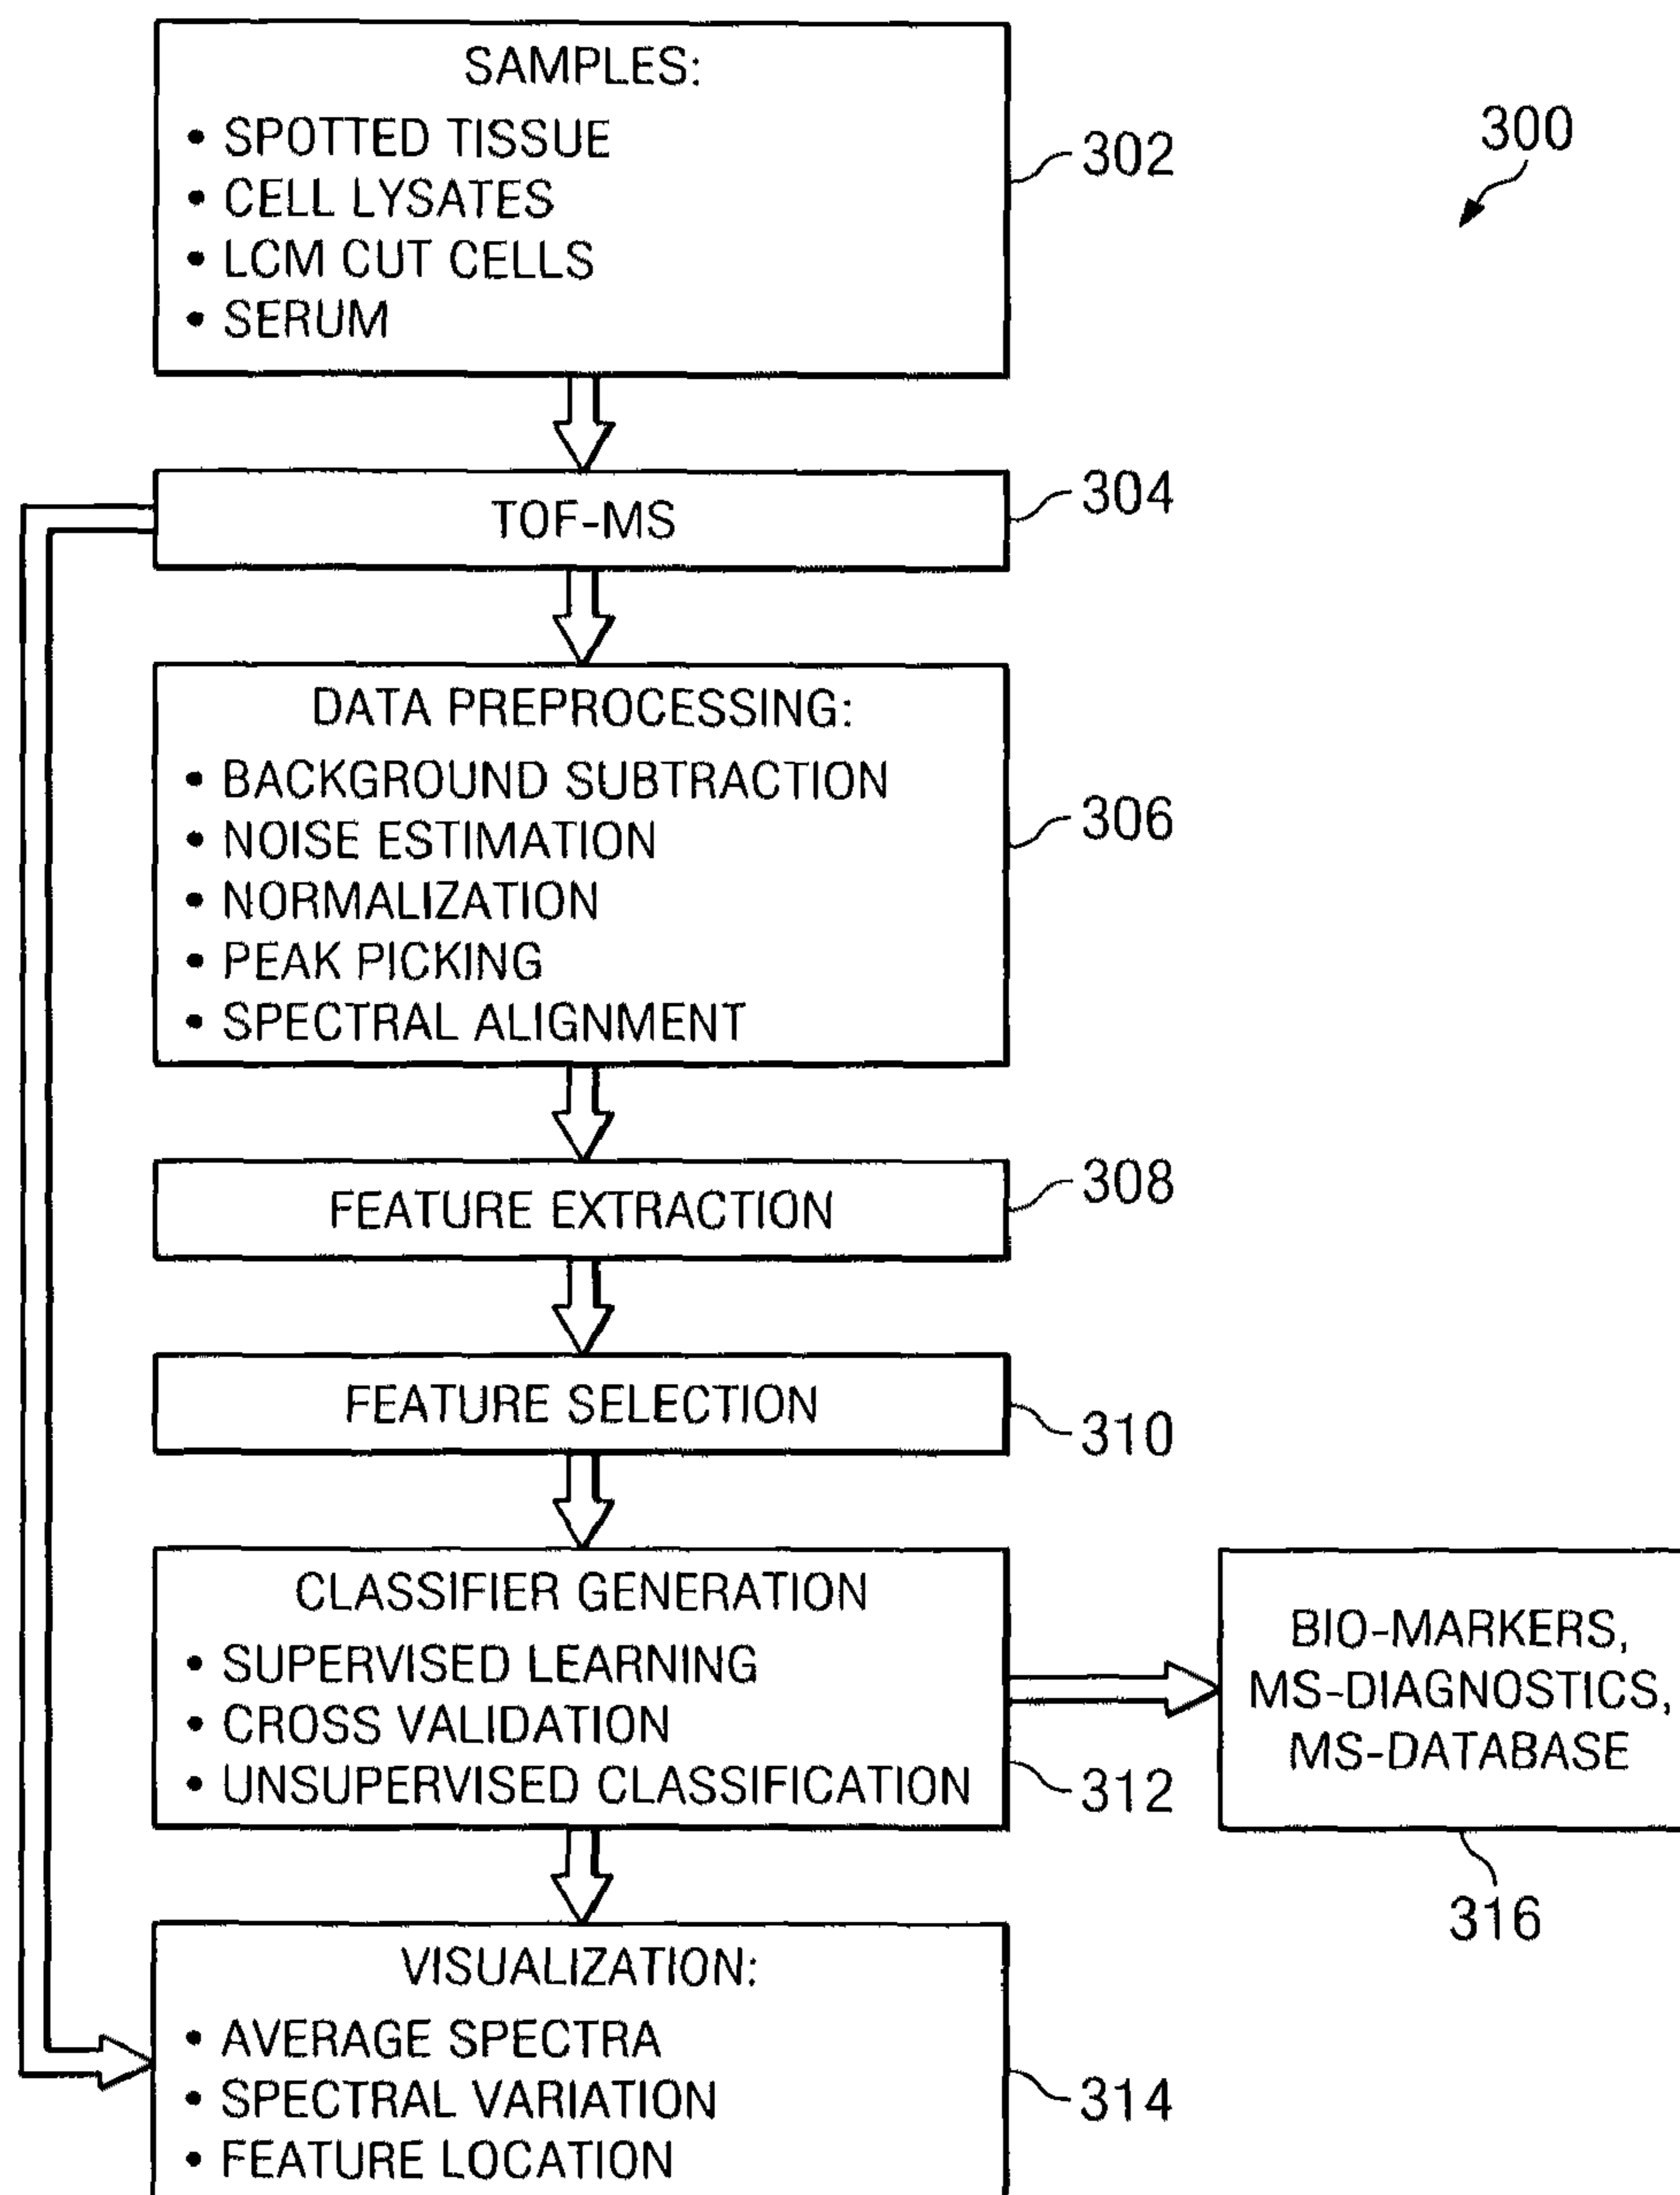 SAMPLES:
• SPOTTED TISSUE
• CELL LYSATES
• LCM CUT CELLS
• SERUM
302
300
TOF-MS
304
DATA PREPROCESSING:
• BACKGROUND SUBTRACTION
• NOISE ESTIMATION
• NORMALIZATION
• PEAK PICKING
• SPECTRAL ALIGNMENT
306
FEATURE EXTRACTION
308
FEATURE SELECTION
310
CLASSIFIER GENERATION
• SUPERVISED LEARNING
• CROSS VALIDATION
• UNSUPERVISED CLASSIFICATION
312
BIO-MARKERS,
MS-DIAGNOSTICS,
MS-DATABASE
316
VISUALIZATION:
• AVERAGE SPECTRA
• SPECTRAL VARIATION
• FEATURE LOCATION
314